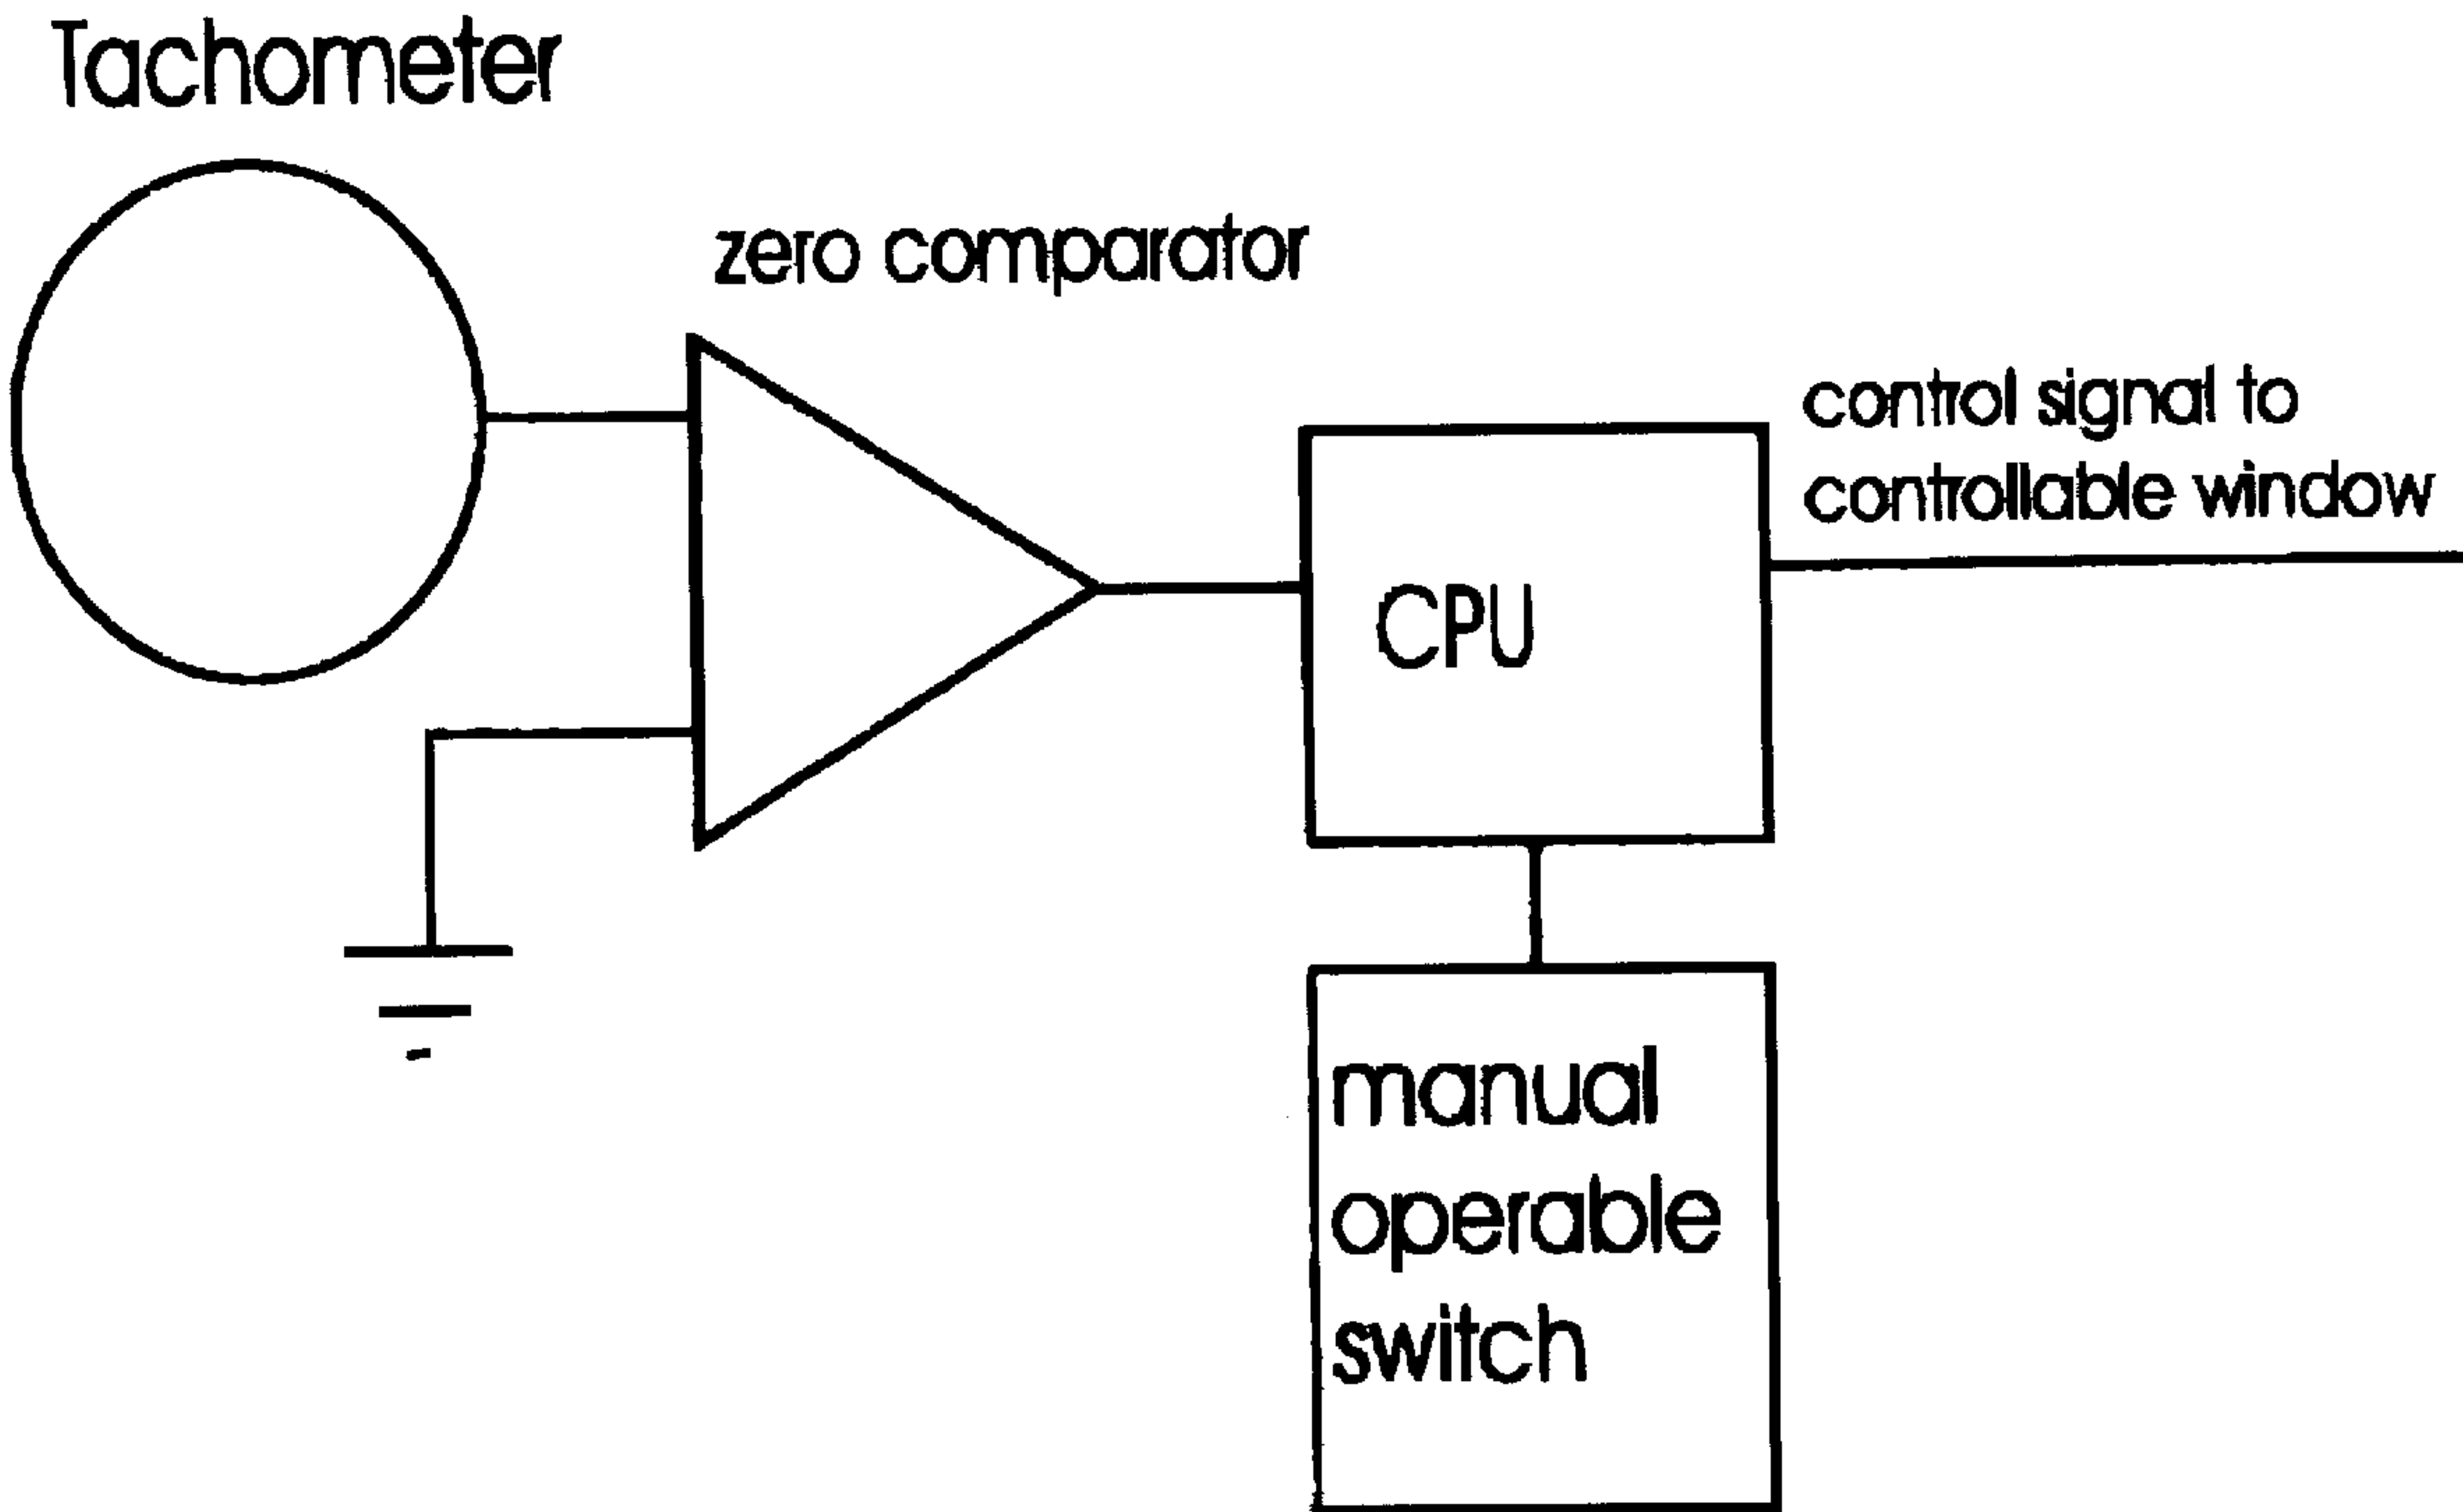 Tachometer
zero comparator
control signal to
controllable window
CPU
manual
operable
switch